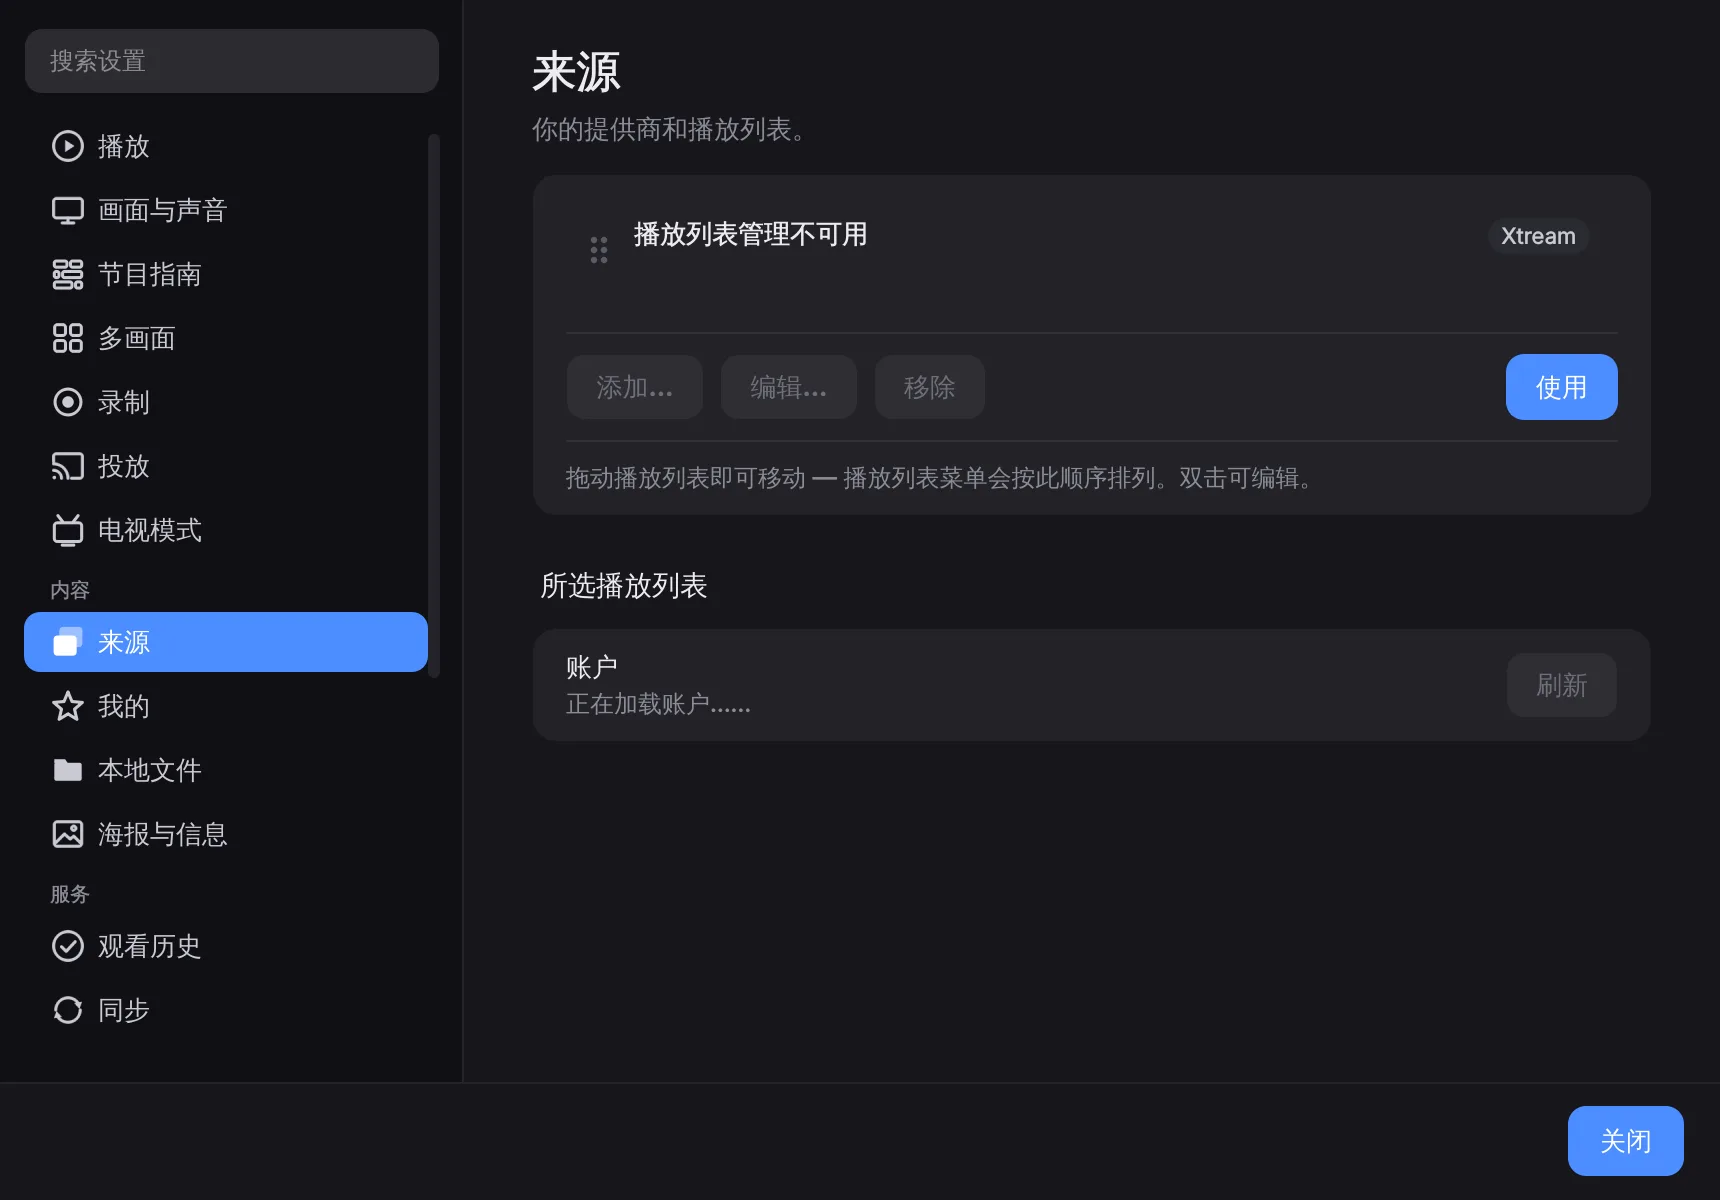 搜索设置
播放
画面与声音
节目指南
多画面
录制
投放
电视模式
内容
来源
我的
本地文件
海报与信息
服务
观看历史
同步
来源
你的提供商和播放列表。
播放列表管理不可用
Xtream
添加...
编辑...
移除
使用
拖动播放列表即可移动 — 播放列表菜单会按此顺序排列。双击可编辑。
所选播放列表
账户
正在加载账户......
刷新
关闭